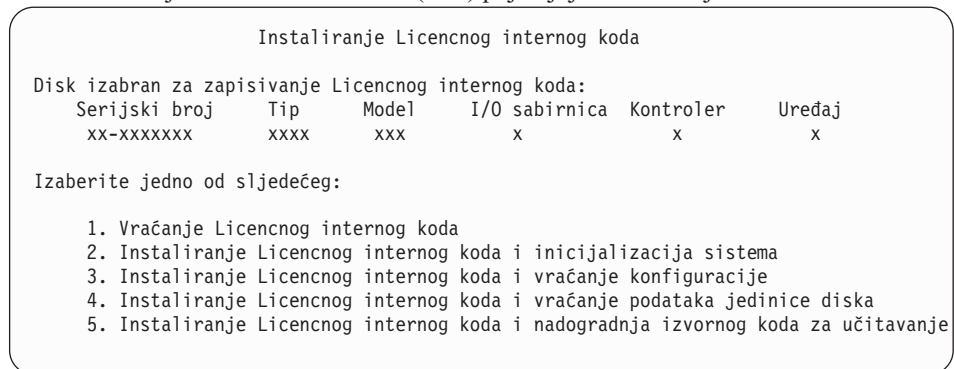 Instaliranje Licencnog internog koda
Disk izabran za zapisivanje Licencnog internog koda:
Serijski broj Tip Model I/O sabirnica Kontroler Uređaj
xx-xxxxxxx xxxx xxx x x x
Izaberite jedno od sljedećeg:
1. Vraćanje Licencnog internog koda
2. Instaliranje Licencnog internog koda i inicijalizacija sistema
3. Instaliranje Licencnog internog koda i vraćanje konfiguracije
4. Instaliranje Licencnog internog koda i vraćanje podataka jedinice diska
5. Instaliranje Licencnog internog koda i nadogradnja izvornog koda za učitavanje